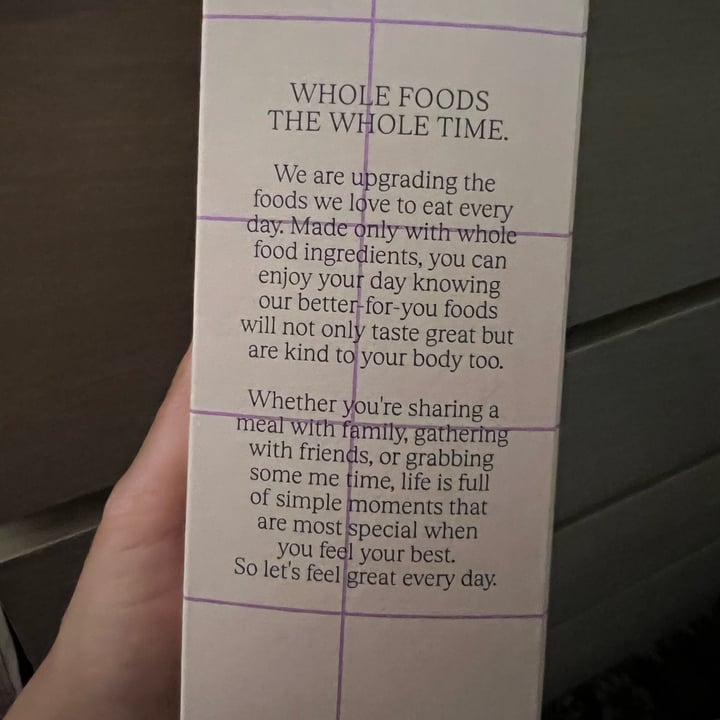 WHOLE FOODS
THE WHOLE TIME.
We are upgrading the
foods we love to eat every
day. Made only with whole
food ingredients, you can
enjoy your day knowing
our better-for-you foods
will not only taste great but
are kind to your body too.
Whether you're sharing a
meal with family, gathering
with friends, or grabbing
some me time, life is full
of simple moments that
are most special when
you feel your best.
So let's feel great every day.